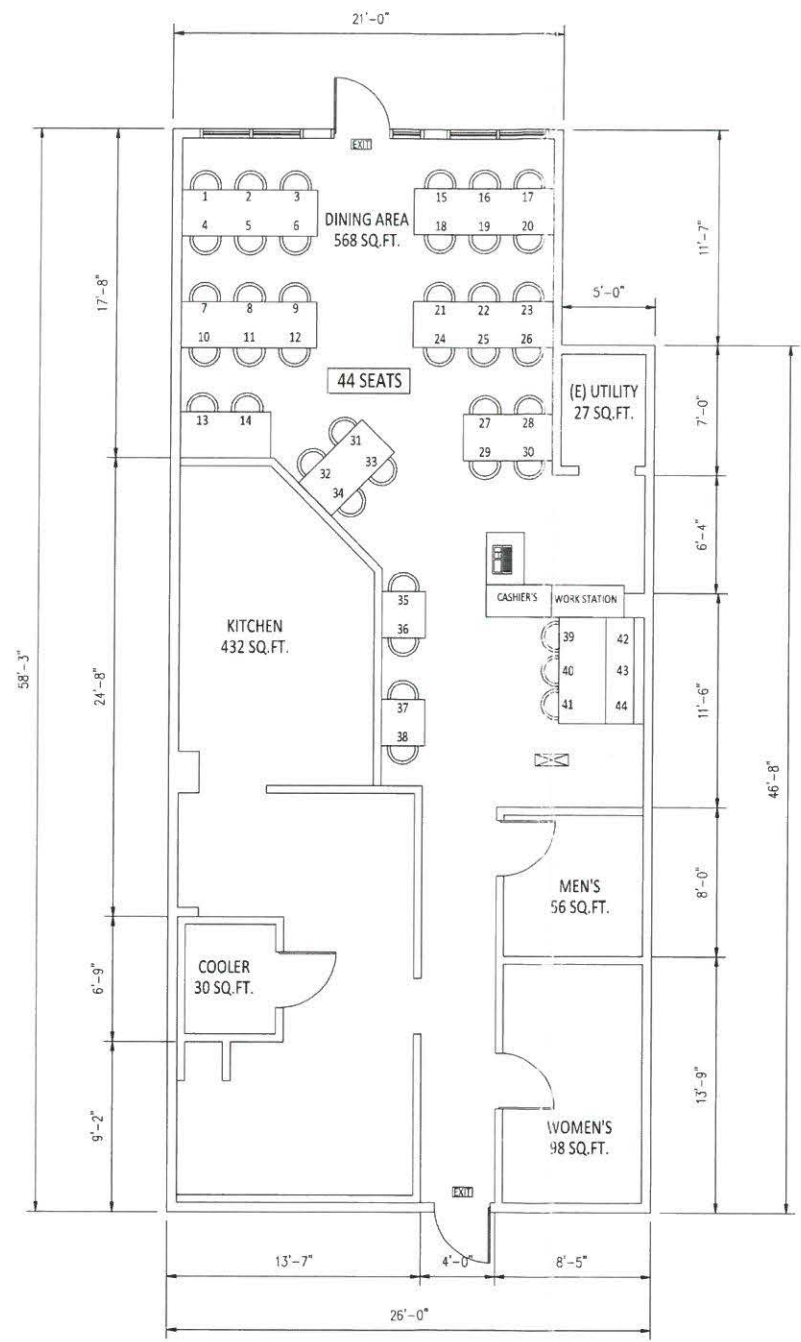 21'-0"
EXIT
1 2 3
4 5 6
15 16 17
18 19 20
DINING AREA
568 SQ.FT.
11'-7"
17'-8"
5'-0"
7 8 9
10 11 12
21 22 23
24 25 26
44 SEATS
(E) UTILITY
27 SQ.FT.
7'-0"
13 14
27 28
29 30
31
32 33
34
6'-4"
CASHIER'S WORK STATION
35
36
KITCHEN
432 SQ.FT.
39 42
40 43
41 44
37
38
58'-3"
24'-8"
11'-6"
46'-8"
MEN'S
56 SQ.FT.
8'-0"
COOLER
30 SQ.FT.
6'-9"
9'-2"
13'-9"
WOMEN'S
98 SQ.FT.
EXIT
13'-7" 4'-0" 8'-5"
26'-0"